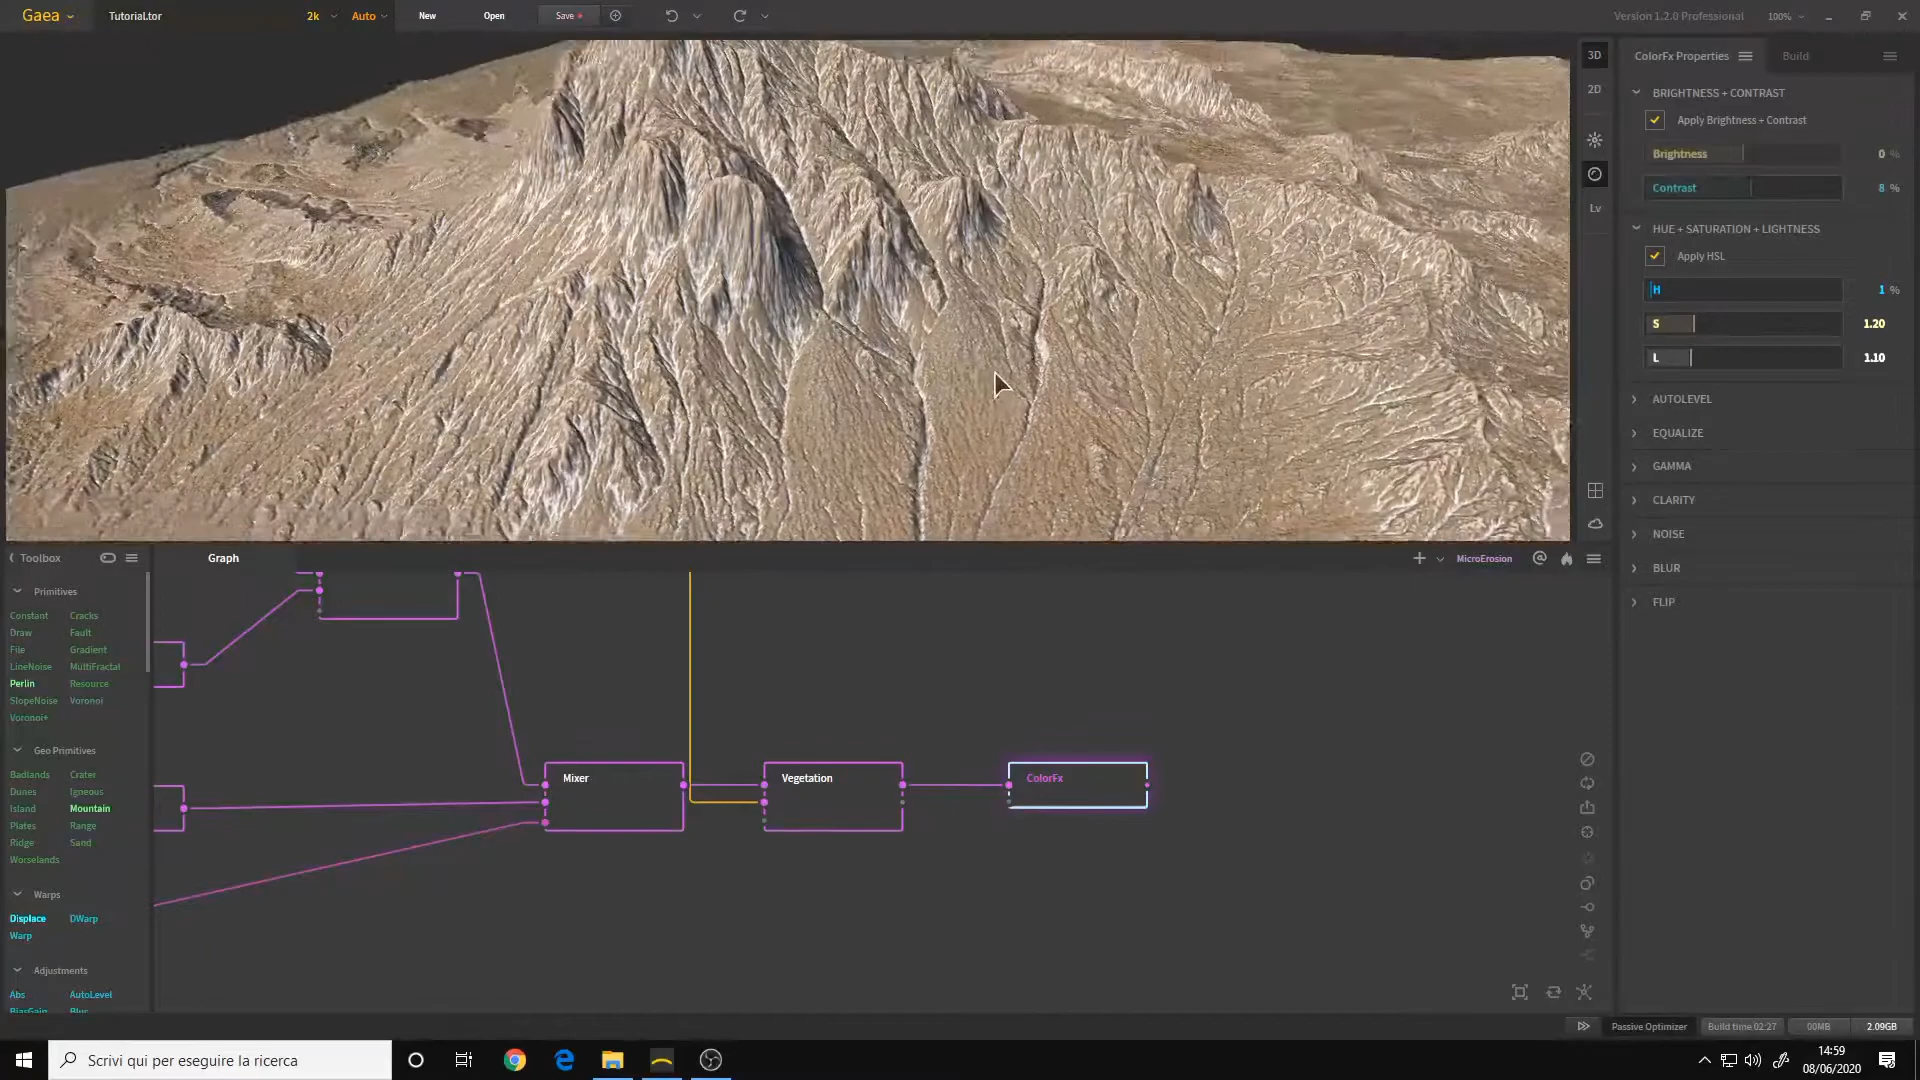 Gaea
Tutorial.tor
2k
Auto
New
Open
Save
Version 1.2.0 Professional
100%
3D
2D
Lv
ColorFx Properties
Build
BRIGHTNESS + CONTRAST
Apply Brightness + Contrast
Brightness 0 %
Contrast 8 %
HUE + SATURATION + LIGHTNESS
Apply HSL
H 1 %
S 1.20
L 1.10
AUTOLEVEL
EQUALIZE
GAMMA
CLARITY
NOISE
BLUR
FLIP
Toolbox
Graph
MicroErosion
Primitives
Constant Cracks
Draw Fault
File Gradient
LineNoise MultiFractal
Perlin Resource
SlopeNoise Voronoi
Voronoi+
Geo Primitives
Badlands Crater
Dunes Igneous
Island Mountain
Plates Range
Ridge Sand
Worselands
Warps
Displace DWarp
Warp
Adjustments
Abs AutoLevel
BiasGain Blur
Mixer
Vegetation
ColorFx
Passive Optimizer
Build time 02:27
00MB
2.09GB
Scrivi qui per eseguire la ricerca
14:59
08/06/2020